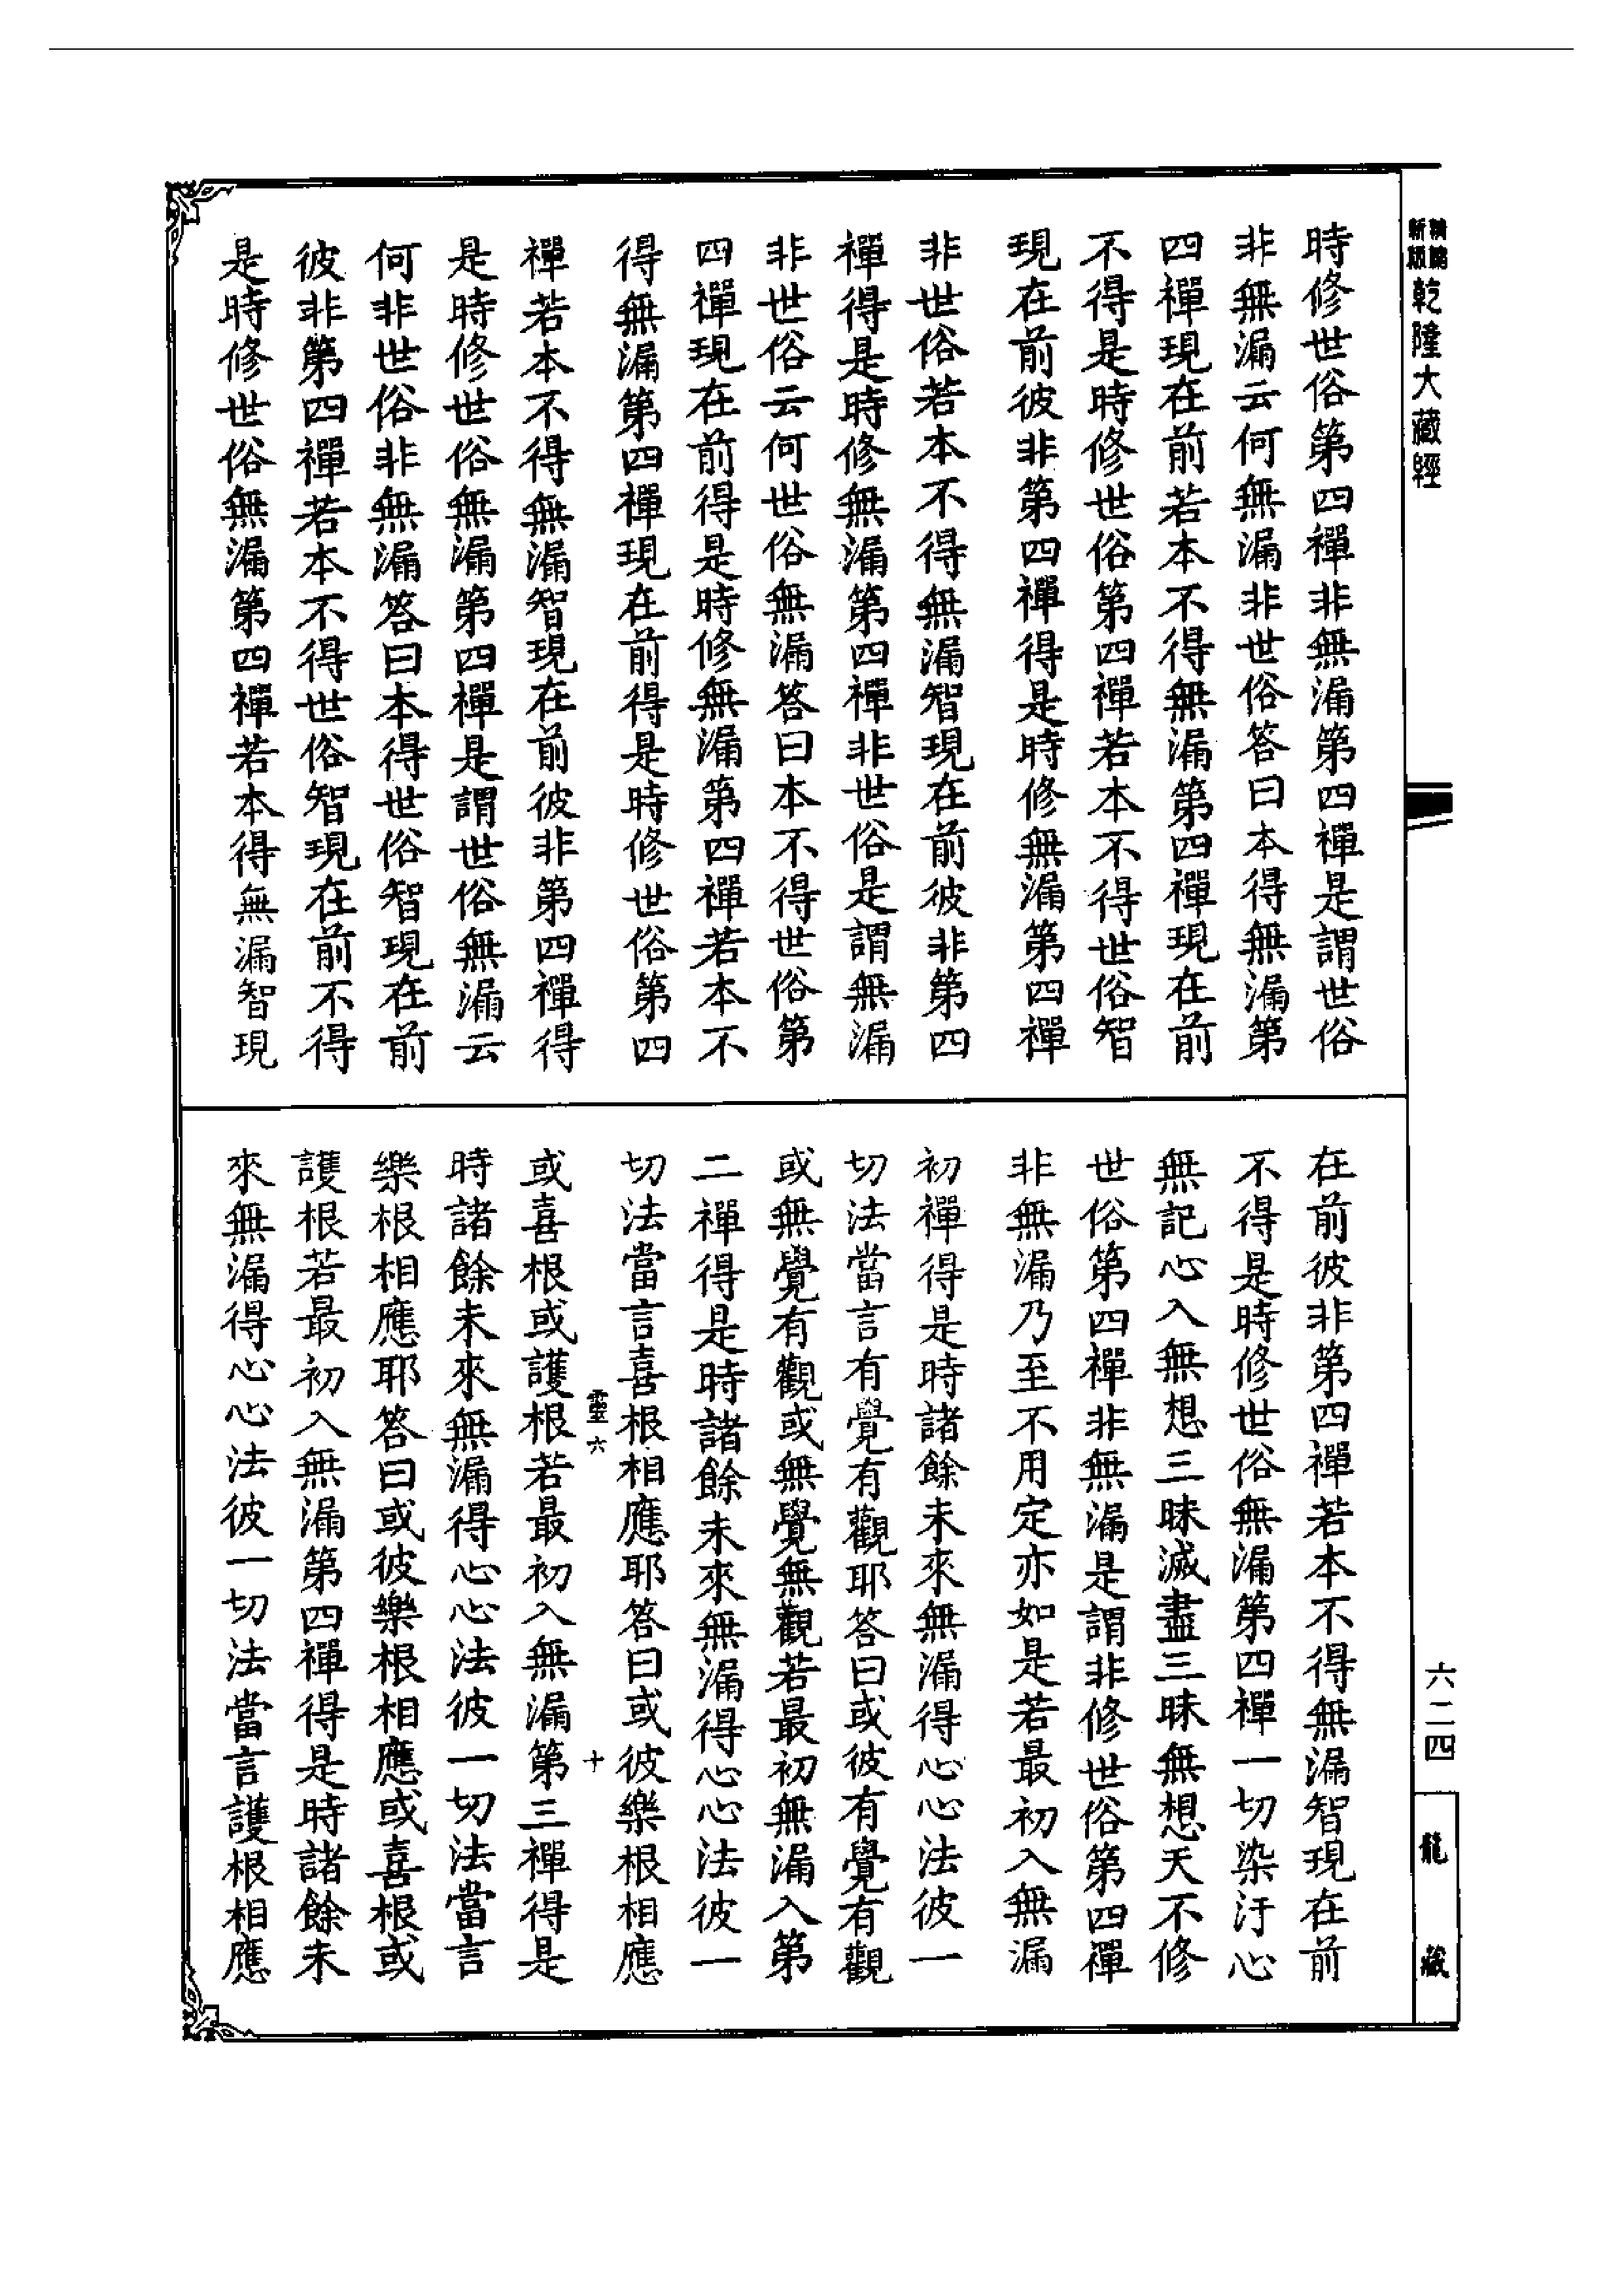 新版
精縮
乾隆大藏經
時修世俗第四禪非無漏第四禪是謂世俗
非無漏云何無漏非世俗答曰本得無漏第
四禪現在前若本不得無漏第四禪現在前
不得是時修世俗第四禪若本不得世俗智
現在前彼非第四禪得是時修無漏第四禪
非世俗若本不得無漏智現在前彼非第四
禪得是時修無漏第四禪非世俗是謂無漏
非世俗云何世俗無漏答曰本不得世俗第
四禪現在前得是時修無漏第四禪若本不
得無漏第四禪現在前得是時修世俗第四
禪若本不得無漏智現在前彼非第四禪得
是時修世俗無漏第四禪是謂世俗無漏云
何非世俗非無漏答曰本得世俗智現在前
彼非第四禪若本不得世俗智現在前不得
是時修世俗無漏第四禪若本得無漏智現
在前彼非第四禪若本不得無漏智現在前
不得是時修世俗無漏第四禪一切染汙心
無記心入無想三昧滅盡三昧無想天不修
世俗第四禪非無漏是謂非修世俗第四禪
非無漏乃至不用定亦如是若最初入無漏
初禪得是時諸餘未來無漏得心心法彼一
切法當言有覺有觀耶答曰或彼有覺有觀
或無覺有觀或無覺無觀若最初無漏入第
二禪得是時諸餘未來無漏得心心法彼一
切法當言喜根相應耶答曰或彼樂根相應
靈六
十
或喜根或護根若最初入無漏第三禪得是
時諸餘未來無漏得心心法彼一切法當言
樂根相應耶答曰或彼樂根相應或喜根或
護根若最初入無漏第四禪得是時諸餘未
來無漏得心心法彼一切法當言護根相應
六二四
龍藏